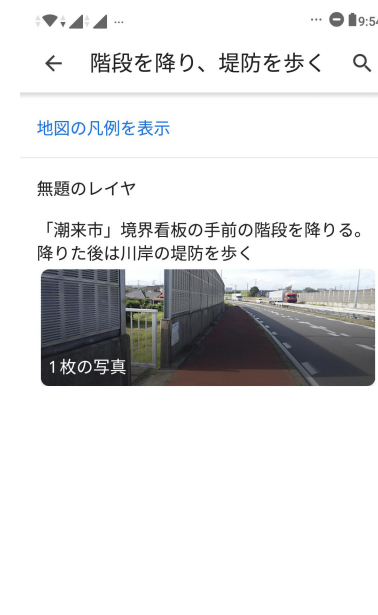 9:54
階段を降り、堤防を歩く
地図の凡例を表示
無題のレイヤ
「潮来市」境界看板の手前の階段を降りる。
降りた後は川岸の堤防を歩く
1枚の写真